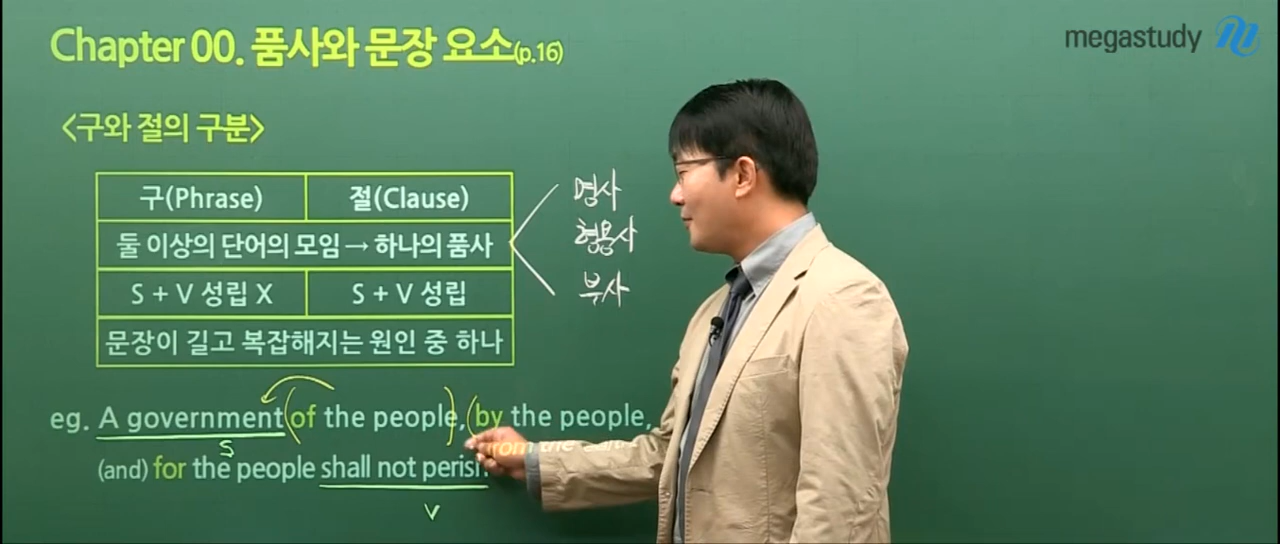 Chapter 00. 품사와 문장 요소(p.16)
megastudy
<구와 절의 구분>
구(Phrase) 절(Clause)
둘 이상의 단어의 모임 → 하나의 품사
S + V 성립 X S + V 성립
문장이 길고 복잡해지는 원인 중 하나
명사
형용사
부사
eg. A government (of the people), (by the people,
S
from the earth
(and) for the people shall not perish
V